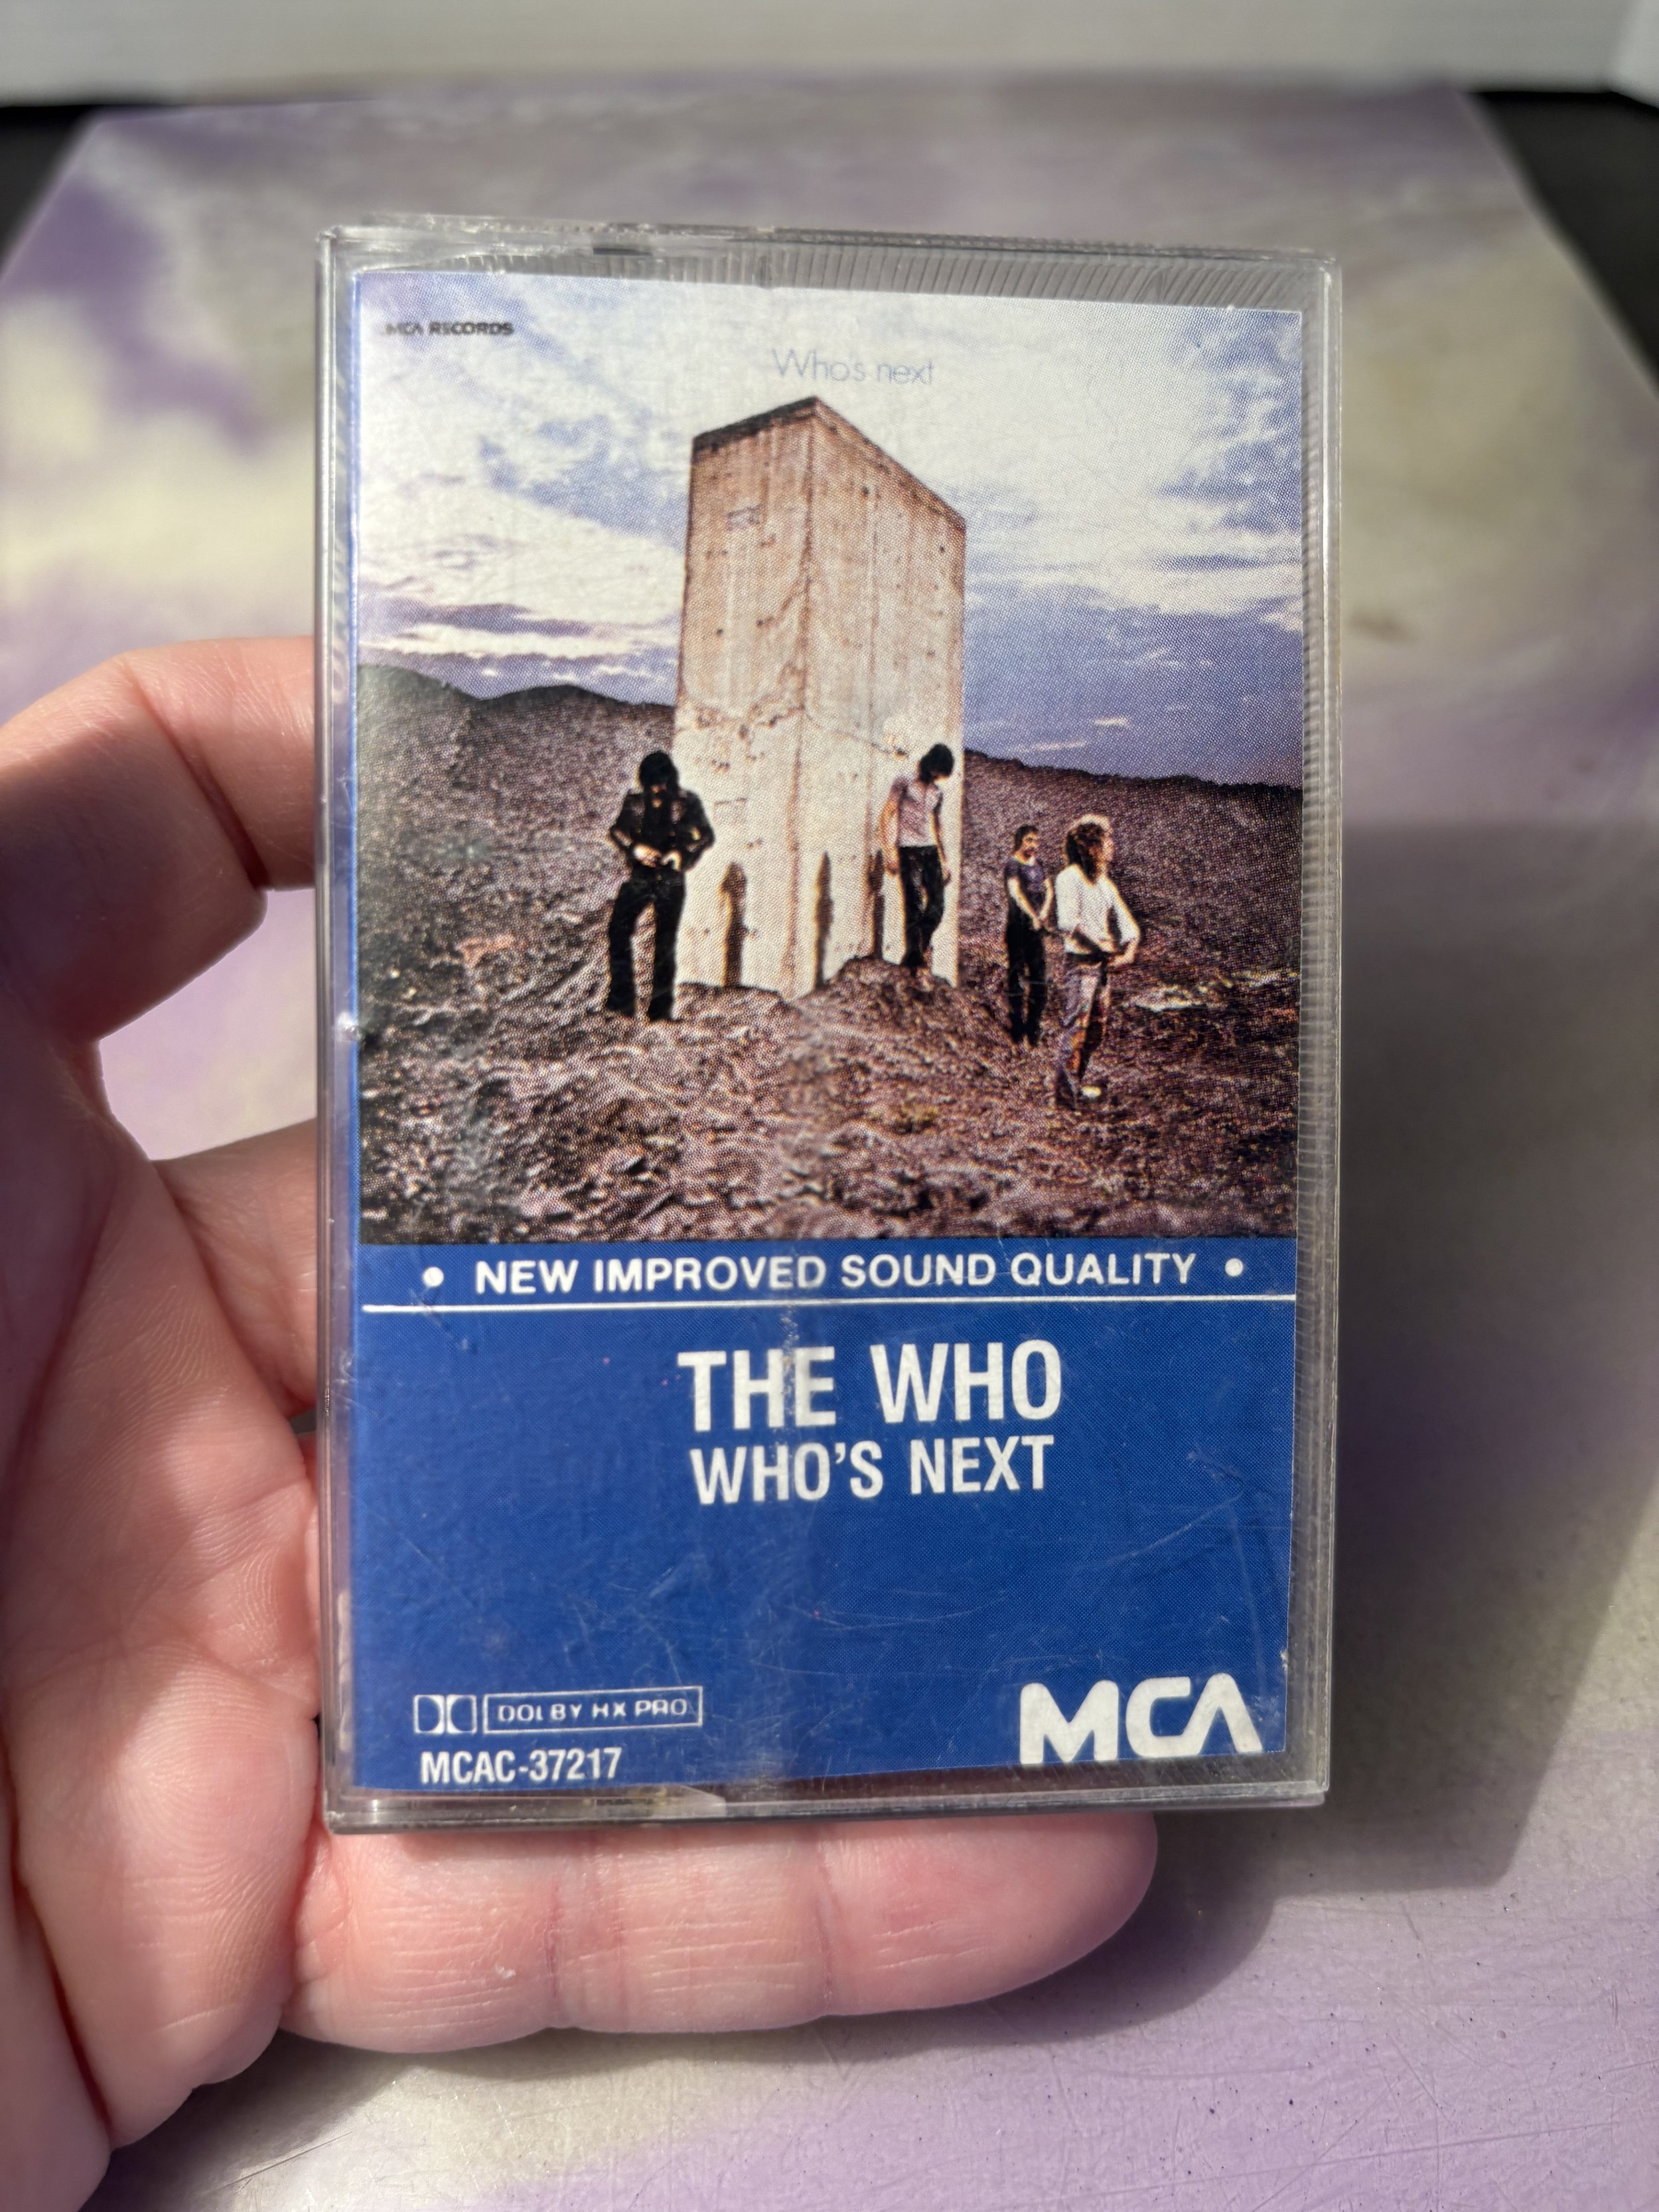 MCA RECORDS
Who's next
• NEW IMPROVED SOUND QUALITY •
THE WHO
WHO'S NEXT
DOLBY HX PRO
MCAC-37217
MCA